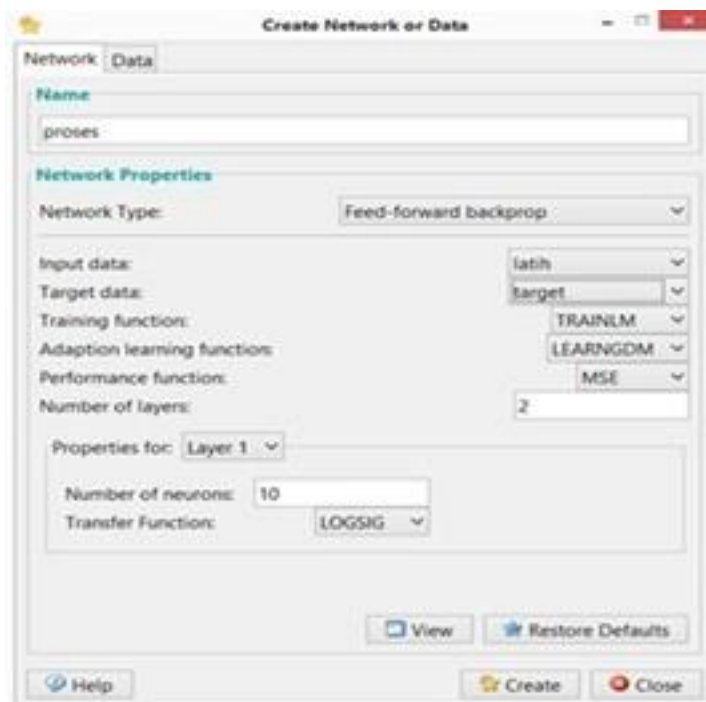 Create Network or Data
Network Data
Name
proses
Network Properties
Network Type: Feed-forward backprop
Input data: latih
Target data: target
Training function: TRAINLM
Adaption learning function: LEARNGDM
Performance function: MSE
Number of layers: 2
Properties for: Layer 1
Number of neurons: 10
Transfer Function: LOGSIG
View Restore Defaults
Help Create Close